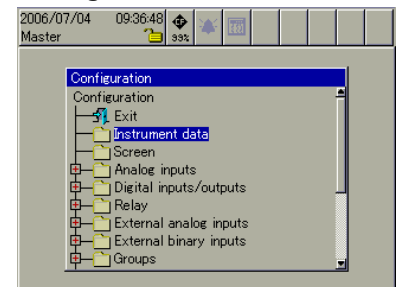 2006/07/04 09:36:48
Master 99%
Configuration
Configuration
Exit
Instrument data
Screen
Analog inputs
Digital inputs/outputs
Relay
External analog inputs
External binary inputs
Groups